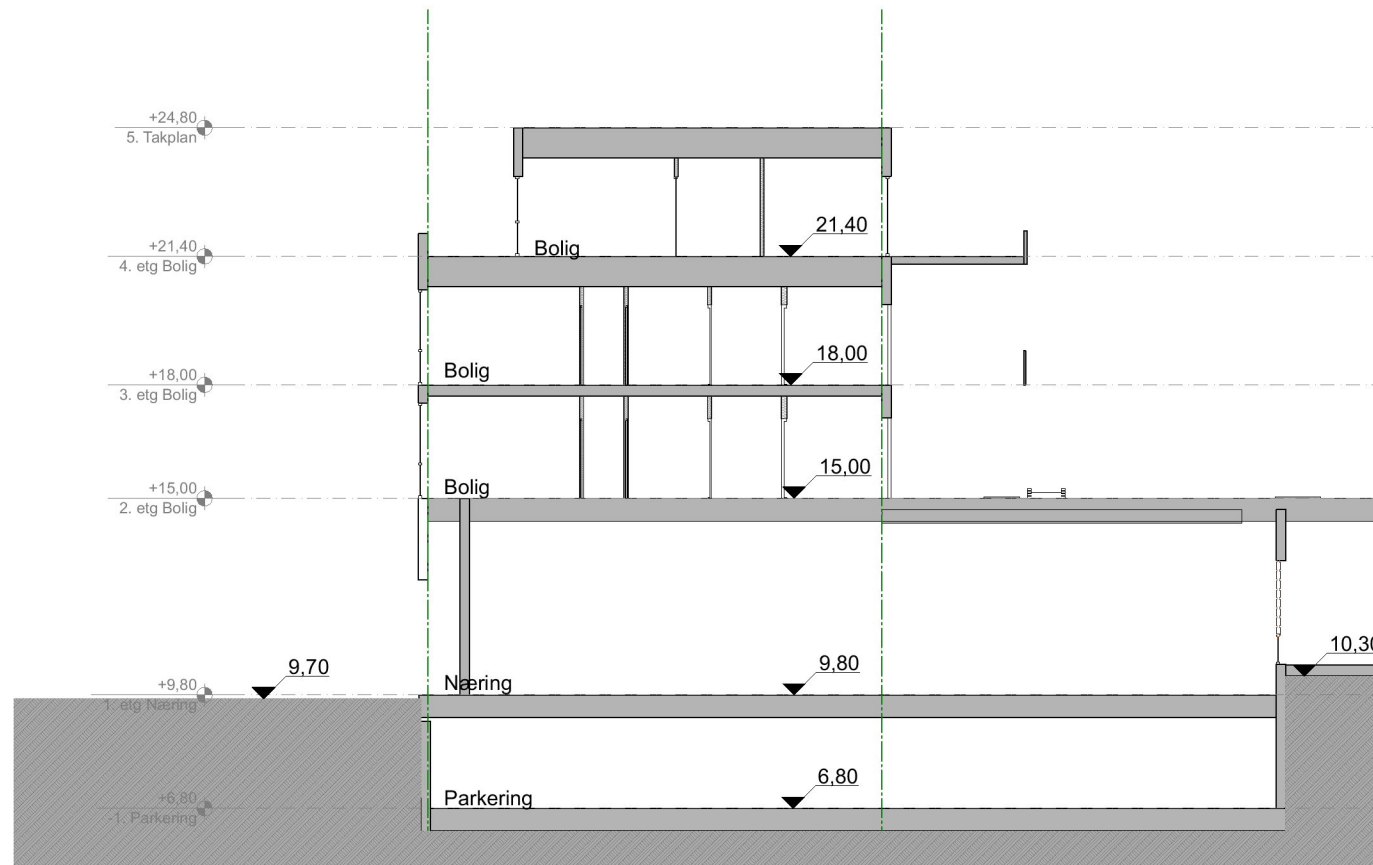 +24,80
5. Takplan
21,40
+21,40
4. etg Bolig
Bolig
18,00
+18,00
3. etg Bolig
Bolig
15,00
+15,00
2. etg Bolig
Bolig
9,70
9,80
10,30
+9,80
1. etg Næring
Næring
6,80
+6,80
-1. Parkering
Parkering